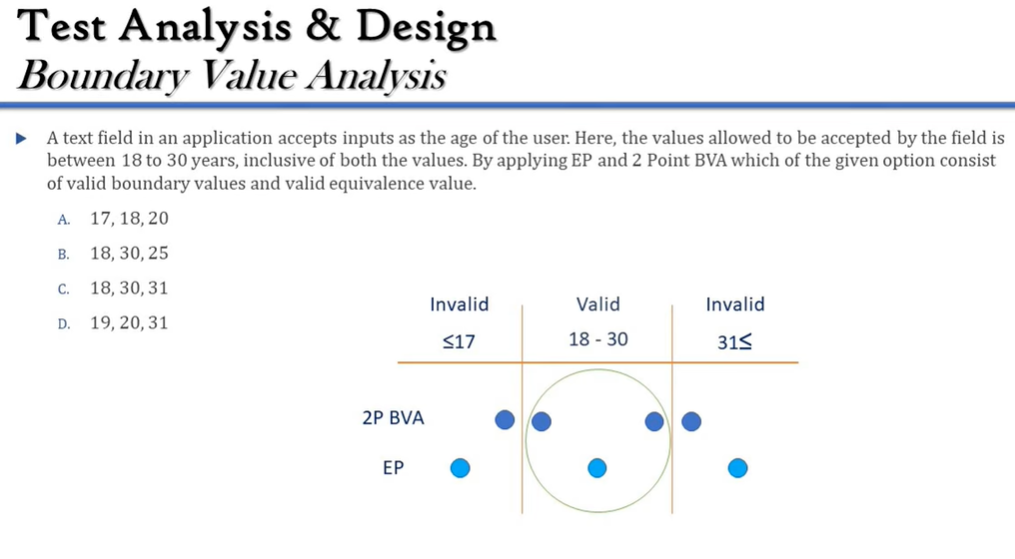 Test Analysis & Design
Boundary Value Analysis
A text field in an application accepts inputs as the age of the user. Here, the values allowed to be accepted by the field is
between 18 to 30 years, inclusive of both the values. By applying EP and 2 Point BVA which of the given option consist
of valid boundary values and valid equivalence value.
A. 17, 18, 20
B. 18, 30, 25
C. 18, 30, 31
D. 19, 20, 31
Invalid Valid Invalid
≤17 18 - 30 31≤
2P BVA
EP